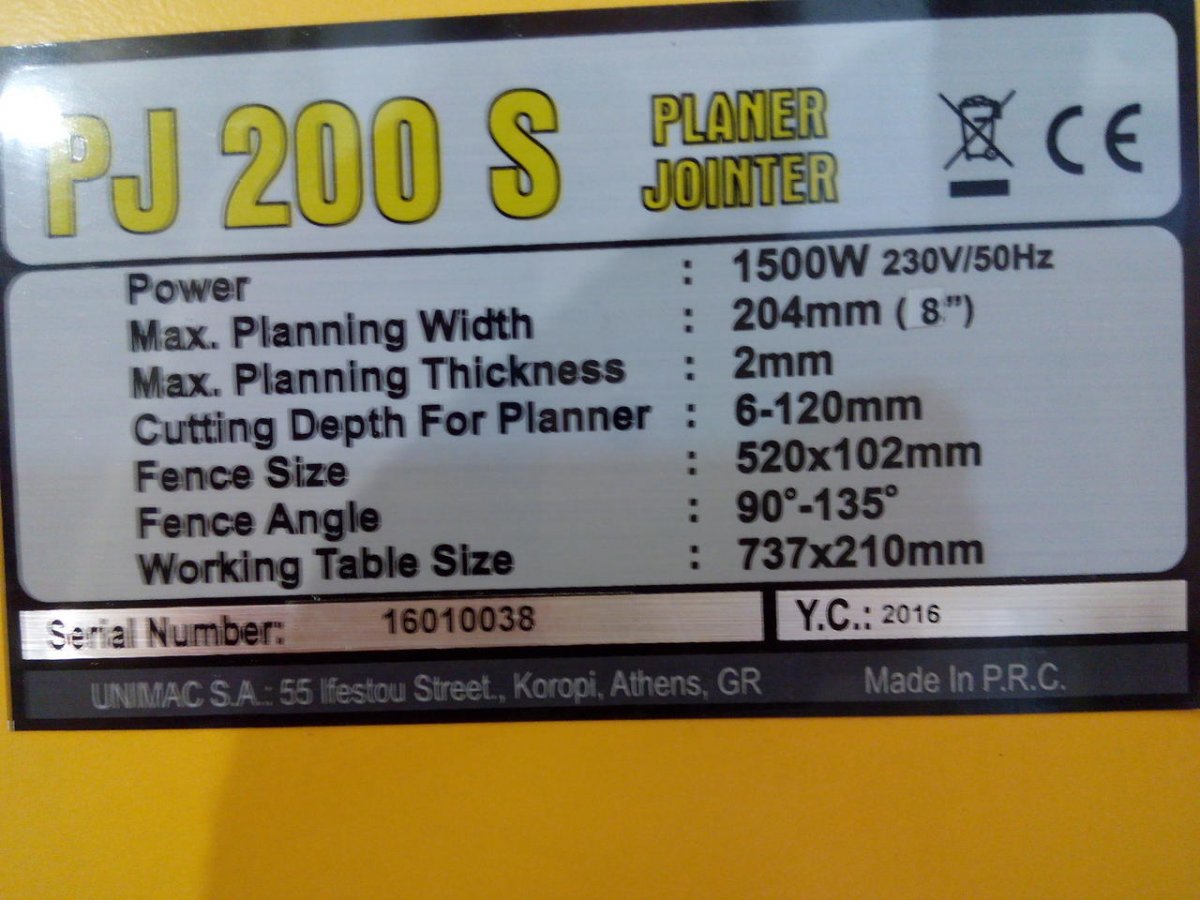 PJ 200 S PLANER JOINTER CE
Power : 1500W 230V/50Hz
Max. Planning Width : 204mm ( 8")
Max. Planning Thickness : 2mm
Cutting Depth For Planner : 6-120mm
Fence Size : 520x102mm
Fence Angle : 90°-135°
Working Table Size : 737x210mm
Serial Number: 16010038 Y.C.: 2016
UNIMAC S.A.: 55 Ifestou Street., Koropi, Athens, GR Made In P.R.C.